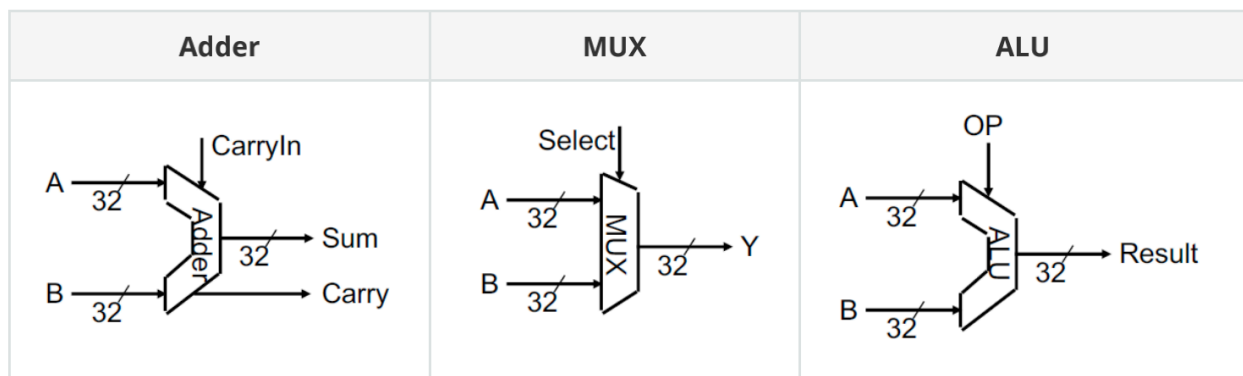 Adder
MUX
ALU
CarryIn
A
32
Adder
32
Sum
B
32
Carry
Select
A
32
MUX
32
Y
B
32
OP
A
32
ALU
32
Result
B
32